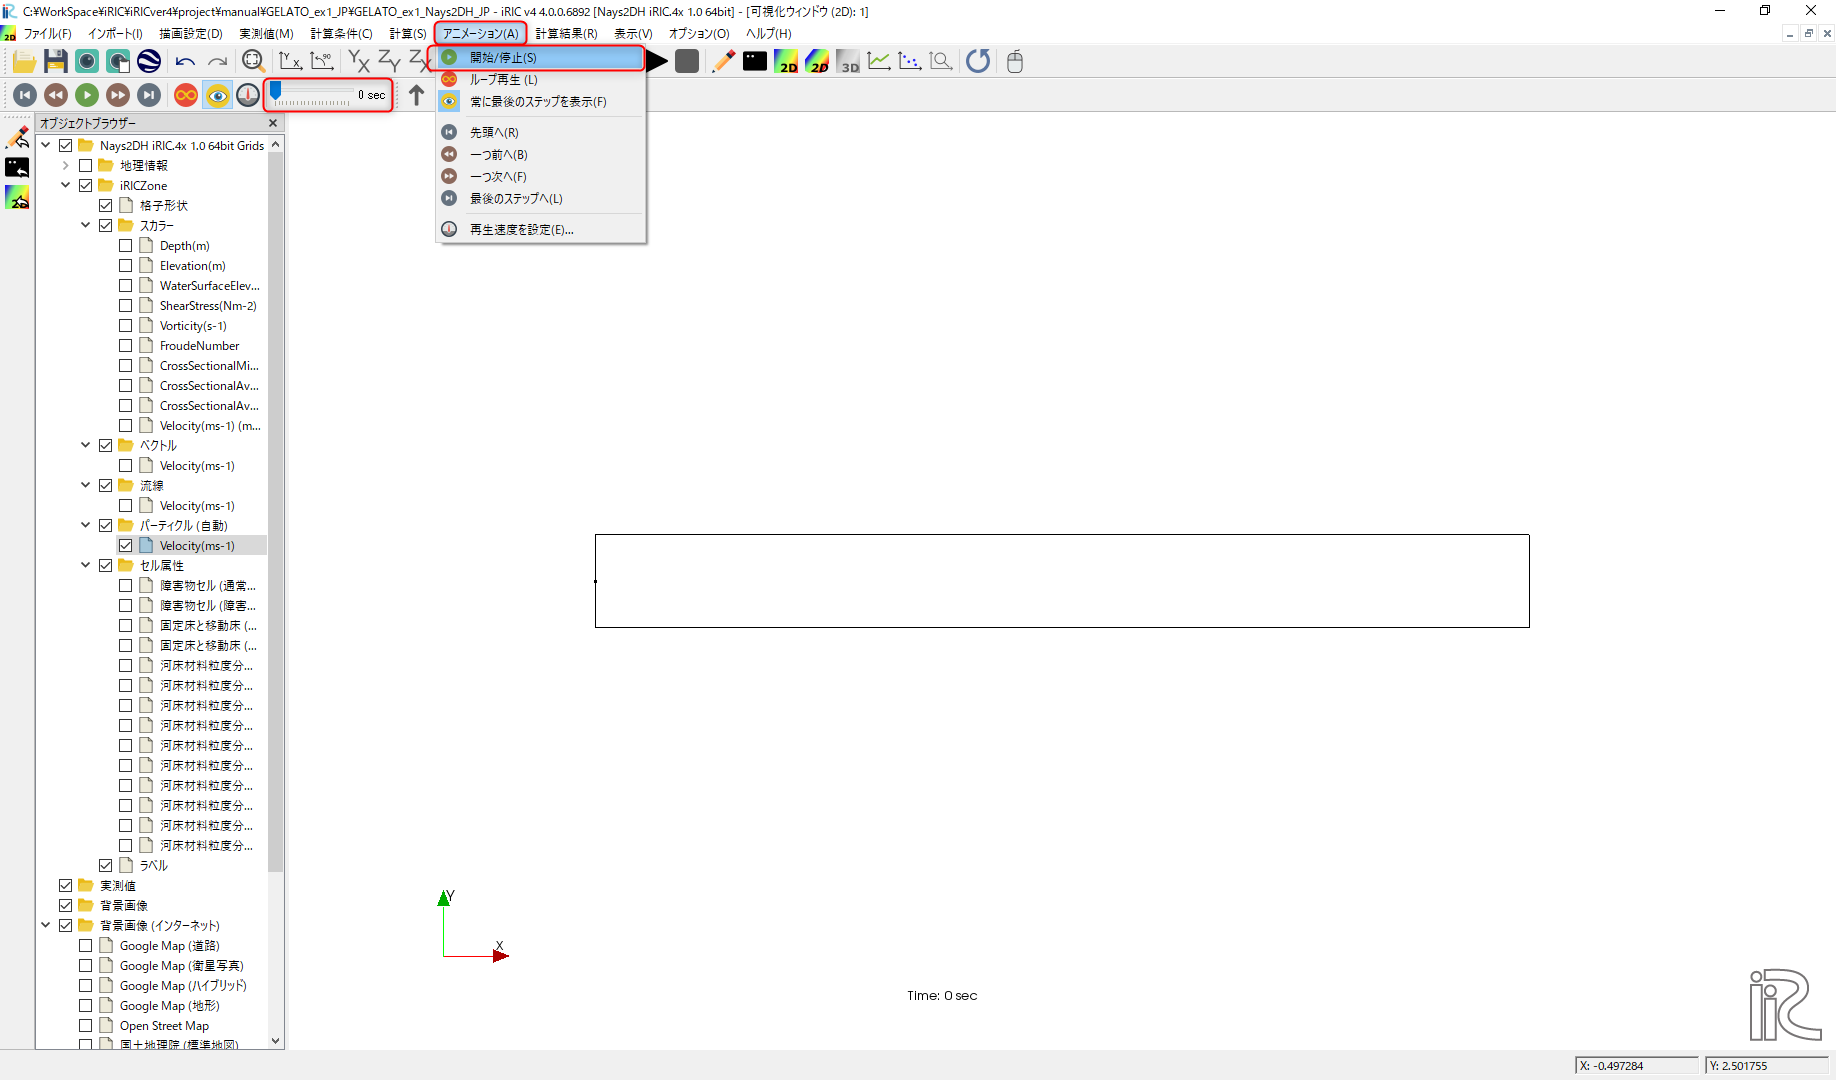 C:¥WorkSpace¥iRIC¥iRICver4¥project¥manual¥GELATO_ex1_JP¥GELATO_ex1_Nays2DH_JP - iRIC v4 4.0.0.6892 [Nays2DH iRIC.4x 1.0 64bit] - [可視化ウィンドウ (2D): 1]
ファイル(F) インポート(I) 描画設定(D) 実測値(M) 計算条件(C) 計算(S) アニメーション(A) 計算結果(R) 表示(V) オプション(O) ヘルプ(H)
開始/停止(S)
ループ再生 (L)
常に最後のステップを表示(F)
先頭へ(R)
一つ前へ(B)
一つ次へ(F)
最後のステップへ(L)
再生速度を設定(E)...
2D 2D 3D
0 sec
オブジェクトブラウザー
Nays2DH iRIC.4x 1.0 64bit Grids
地理情報
iRICZone
格子形状
スカラー
Depth(m)
Elevation(m)
WaterSurfaceElev...
ShearStress(Nm-2)
Vorticity(s-1)
FroudeNumber
CrossSectionalMi...
CrossSectionalAv...
CrossSectionalAv...
Velocity(ms-1) (m...
ベクトル
Velocity(ms-1)
流線
Velocity(ms-1)
パーティクル (自動)
Velocity(ms-1)
セル属性
障害物セル (通常...
障害物セル (障害...
固定床と移動床 (...
固定床と移動床 (...
河床材料粒度分...
河床材料粒度分...
河床材料粒度分...
河床材料粒度分...
河床材料粒度分...
河床材料粒度分...
河床材料粒度分...
河床材料粒度分...
河床材料粒度分...
河床材料粒度分...
ラベル
実測値
背景画像
背景画像 (インターネット)
Google Map (道路)
Google Map (衛星写真)
Google Map (ハイブリッド)
Google Map (地形)
Open Street Map
国土地理院 (標準地図)
Y
X
Time: 0 sec
iRIC
X: -0.497284
Y: 2.501755